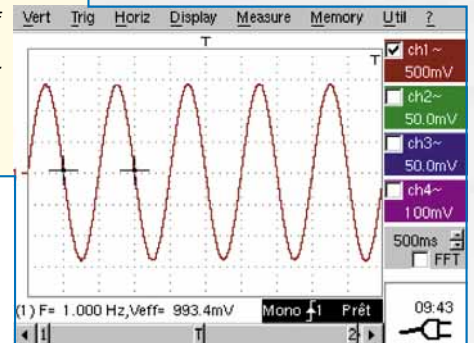 f
Vert Trig Horiz Display Measure Memory Util ?
T
T
ch1 ~
500mV
ch2~
50.0mV
ch3~
50.0mV
ch4~
100mV
500ms
FFT
(1) F= 1.000 Hz,Veff= 993.4mV
Mono 1 Prêt
09:43
1 T 2